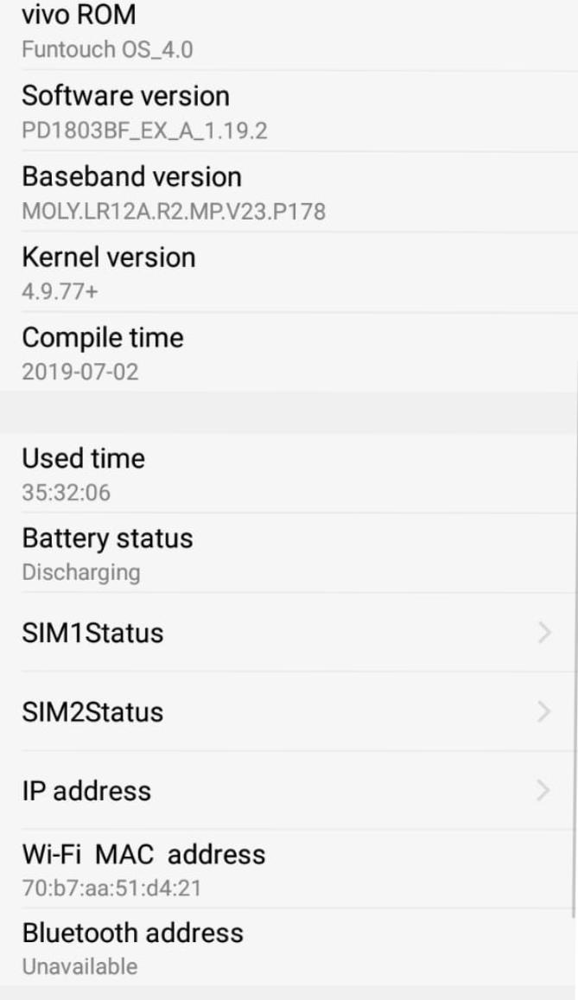 vivo ROM
Funtouch OS_4.0
Software version
PD1803BF_EX_A_1.19.2
Baseband version
MOLY.LR12A.R2.MP.V23.P178
Kernel version
4.9.77+
Compile time
2019-07-02
Used time
35:32:06
Battery status
Discharging
SIM1Status
SIM2Status
IP address
Wi-Fi MAC address
70:b7:aa:51:d4:21
Bluetooth address
Unavailable